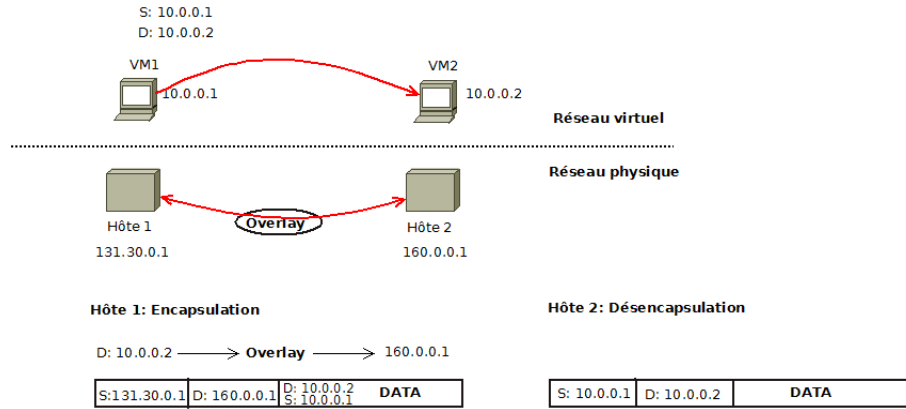 S: 10.0.0.1
D: 10.0.0.2
VM1
VM2
10.0.0.1
10.0.0.2
Réseau virtuel
Réseau physique
Hôte 1
Overlay
Hôte 2
131.30.0.1
160.0.0.1
Hôte 1: Encapsulation
Hôte 2: Désencapsulation
D: 10.0.0.2
Overlay
160.0.0.1
S:131.30.0.1
D: 160.0.0.1
D: 10.0.0.2
S: 10.0.0.1
DATA
S: 10.0.0.1
D: 10.0.0.2
DATA